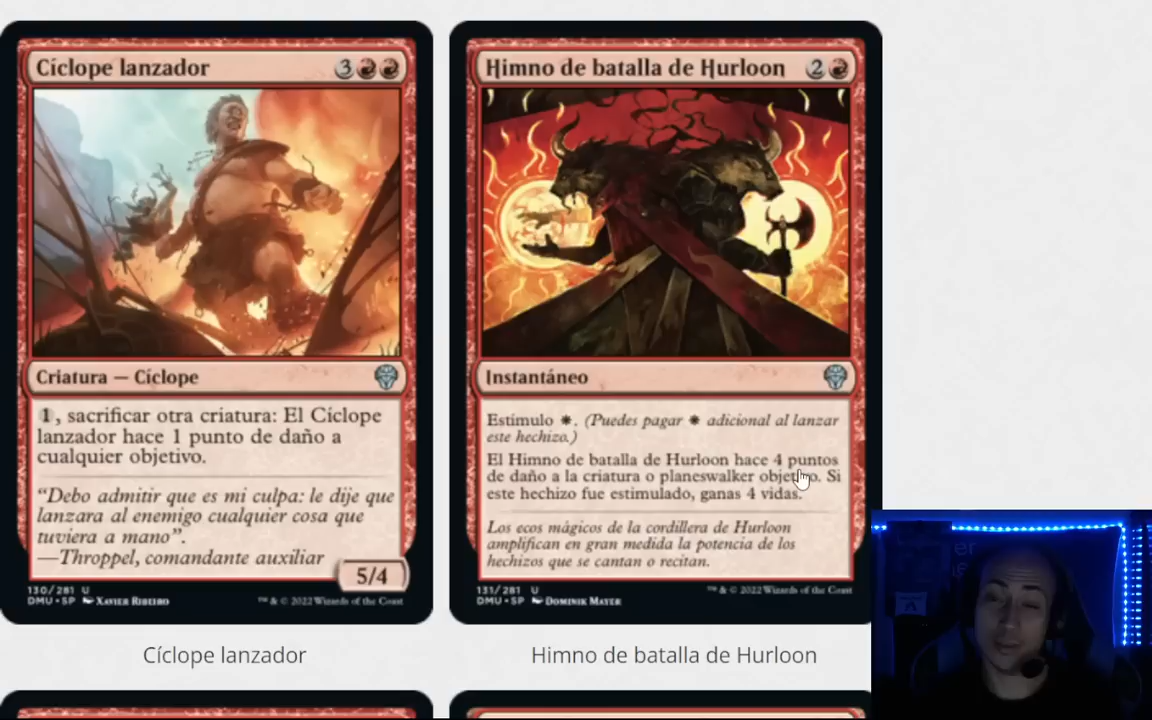 Cíclope lanzador
3
Criatura — Cíclope
1, sacrificar otra criatura: El Cíclope
lanzador hace 1 punto de daño a
cualquier objetivo.
“Debo admitir que es mi culpa: le dije que
lanzara al enemigo cualquier cosa que
tuviera a mano”.
—Throppel, comandante auxiliar
5/4
130/281 U
DMU • SP Xavier Ribeiro
™ & © 2022 Wizards of the Coast
Cíclope lanzador
Himno de batalla de Hurloon
2
Instantáneo
Estímulo. (Puedes pagar adicional al lanzar
este hechizo.)
El Himno de batalla de Hurloon hace 4 puntos
de daño a la criatura o planeswalker objetivo. Si
este hechizo fue estimulado, ganas 4 vidas.
Los ecos mágicos de la cordillera de Hurloon
amplifican en gran medida la potencia de los
hechizos que se cantan o recitan.
131/281 U
DMU • SP Dominik Mayer
™ & © 2022 Wizards of the Coast
Himno de batalla de Hurloon